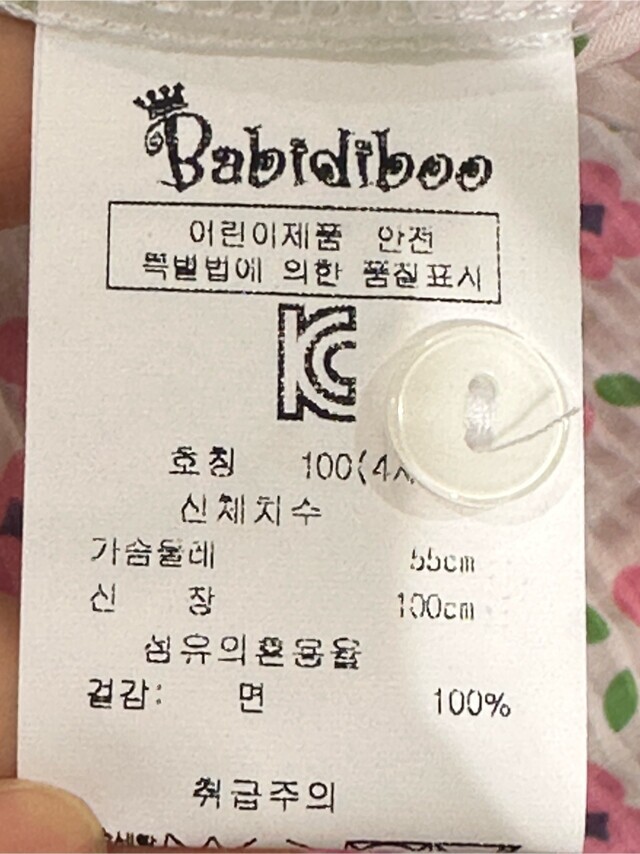 Babidiboo
어린이제품 안전
특별법에 의한 품질표시
KC
호칭 100(4
신체치수
가슴둘레 55cm
신 장 100cm
섬유의혼용율
겉감: 면 100%
취급주의